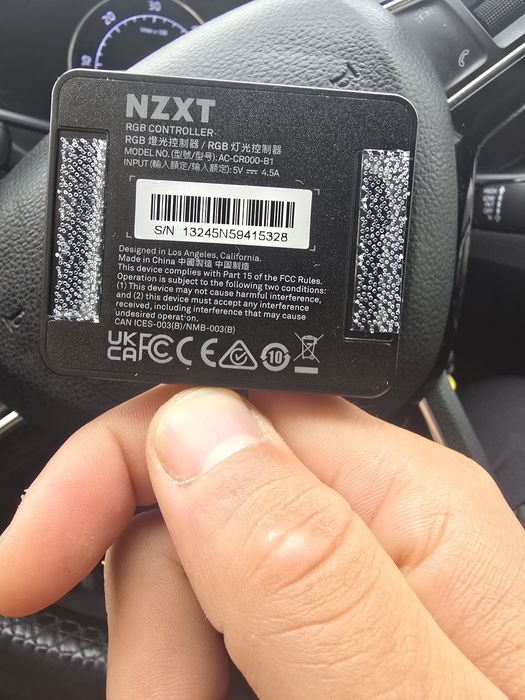 30
20
NZXT
RGB CONTROLLER
RGB 燈光控制器 / RGB 灯光控制器
MODEL NO.(型號/型号): AC-CR000-B1
INPUT (輸入額定/输入额定): 5V ⎓ 4.5A
S/N 13245N59415328
Designed in Los Angeles, California.
Made in China 中國製造 中国制造
This device complies with Part 15 of the FCC Rules.
Operation is subject to the following two conditions:
(1) This device may not cause harmful interference,
and (2) this device must accept any interference
received, including interference that may cause
undesired operation.
CAN ICES-003(B)/NMB-003(B)
UKCA FC CE 10